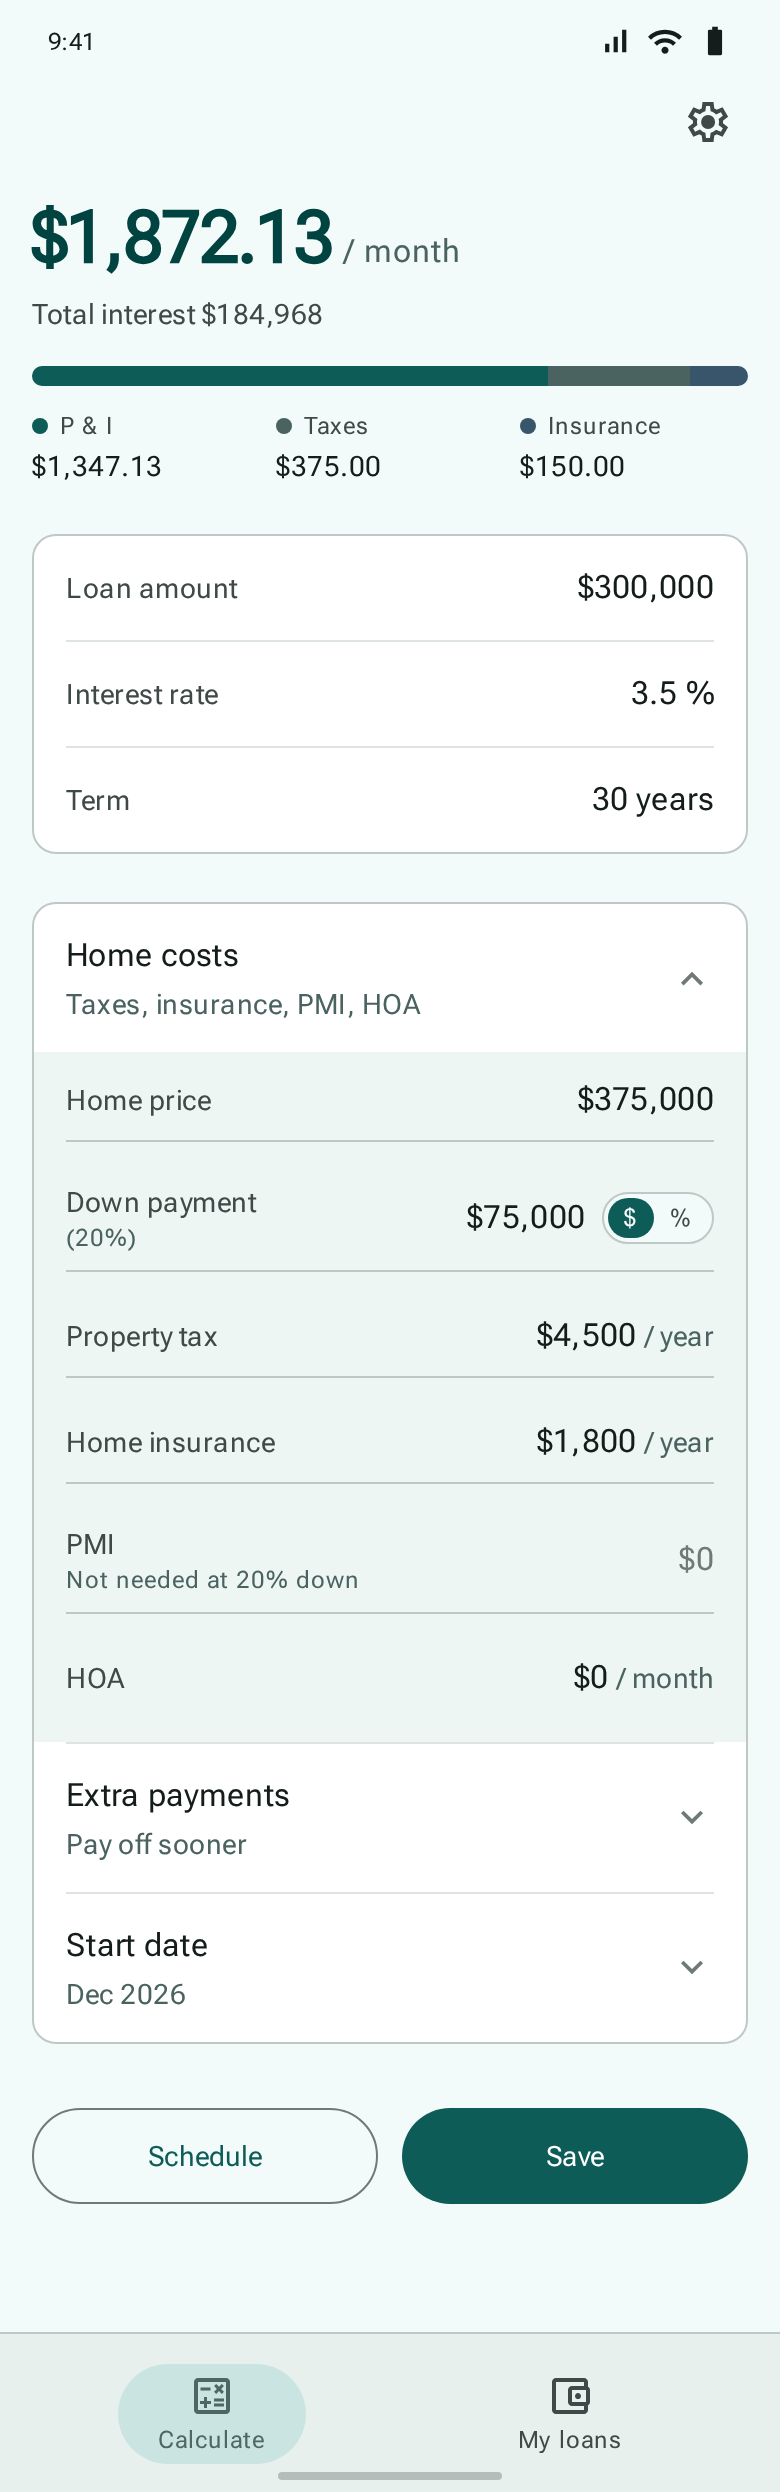 9:41
$1,872.13 / month
Total interest $184,968
P & I
Taxes
Insurance
$1,347.13
$375.00
$150.00
Loan amount
$300,000
Interest rate
3.5 %
Term
30 years
Home costs
Taxes, insurance, PMI, HOA
Home price
$375,000
Down payment
(20%)
$75,000
$
%
Property tax
$4,500 / year
Home insurance
$1,800 / year
PMI
Not needed at 20% down
$0
HOA
$0 / month
Extra payments
Pay off sooner
Start date
Dec 2026
Schedule
Save
Calculate
My loans